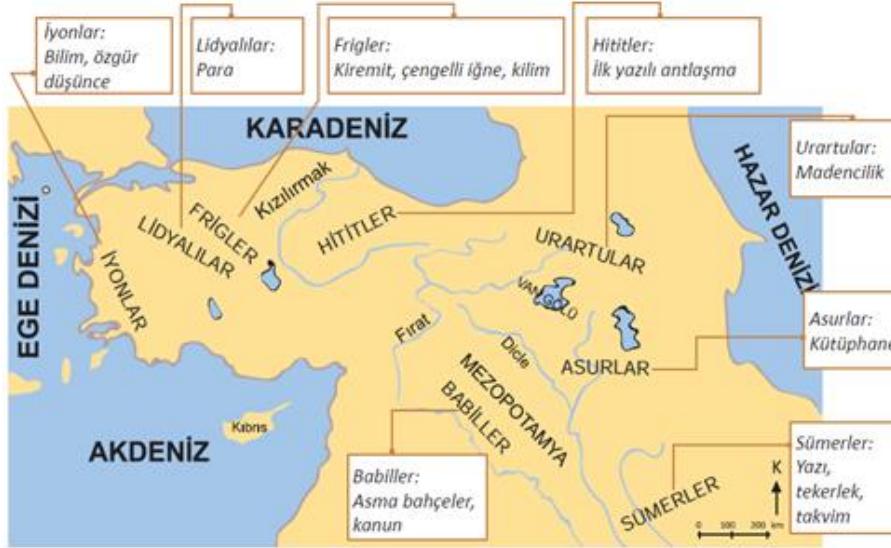 İyonlar:
Bilim, özgür
düşünce
Lidyalılar:
Para
Frigler:
Kiremit, çengelli iğne, kilim
Hititler:
İlk yazılı antlaşma
Urartular:
Madencilik
Asurlar:
Kütüphane
Sümerler:
Yazı,
tekerlek,
takvim
Babiller:
Asma bahçeler,
kanun
KARADENİZ
HAZAR DENİZİ
EGE DENİZİ
AKDENİZ
Kızılırmak
FRİGLER
LİDYALILAR
İYONLAR
HİTİTLER
URARTULAR
VAN GÖLÜ
Fırat
Dicle
ASURLAR
MEZOPOTAMYA
BABİLLER
SÜMERLER
Kıbrıs
K
0 100 200 km